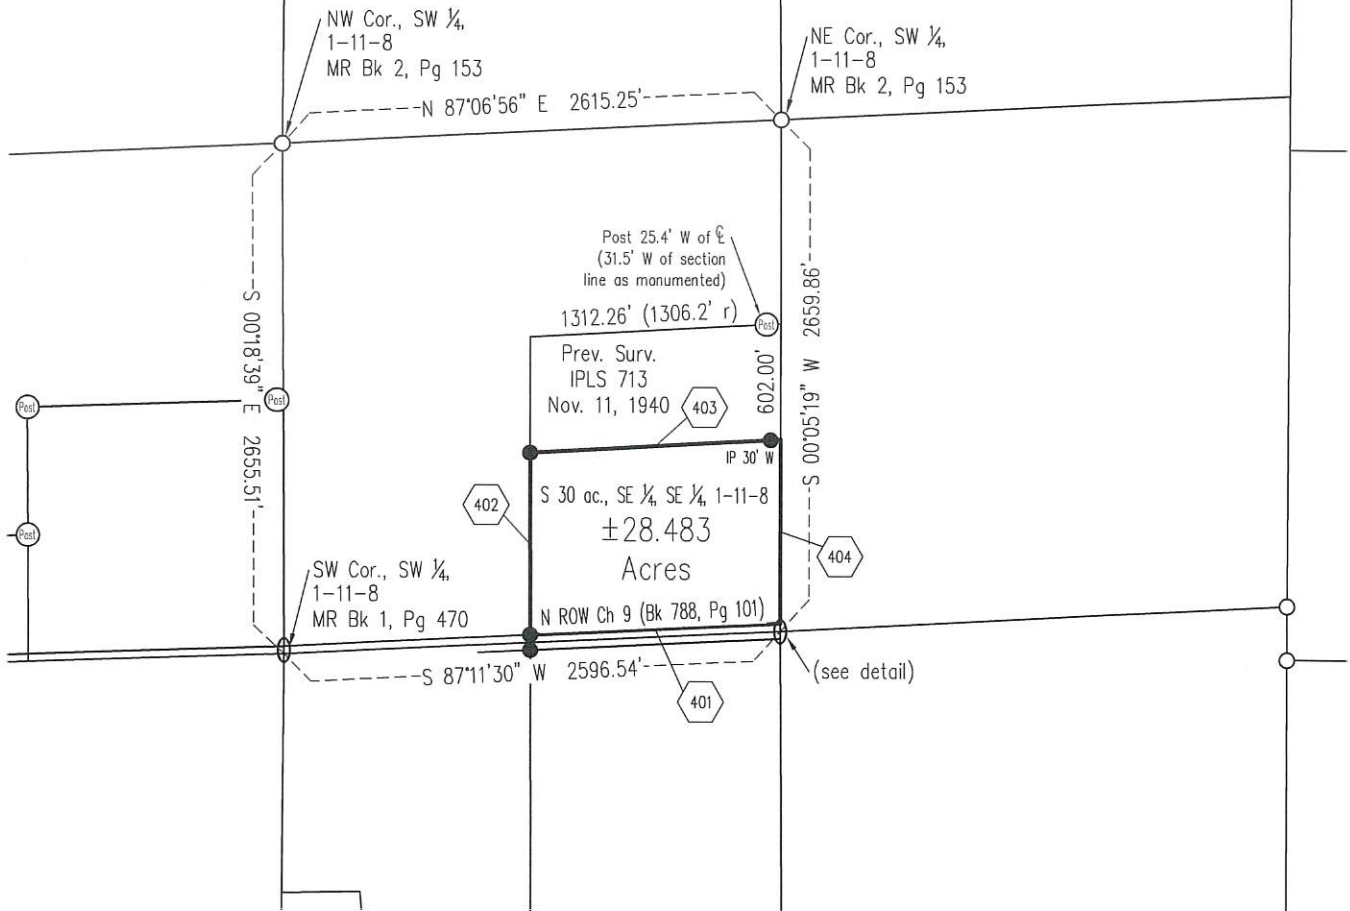 NW Cor., SW ¼,
1-11-8
MR Bk 2, Pg 153
NE Cor., SW ¼,
1-11-8
MR Bk 2, Pg 153
N 87°06'56" E 2615.25'
Post 25.4' W of ℄
(31.5' W of section
line as monumented)
1312.26' (1306.2' r)
Post
Prev. Surv.
IPLS 713
Nov. 11, 1940
403
602.00'
S 00°05'19" W 2659.86'
S 00°18'39" E 2655.51'
Post
Post
Post
IP 30' W
402
S 30 ac., SE ¼, SE ¼, 1-11-8
±28.483
Acres
404
SW Cor., SW ¼,
1-11-8
MR Bk 1, Pg 470
N ROW Ch 9 (Bk 788, Pg 101)
S 87°11'30" W 2596.54'
(see detail)
401